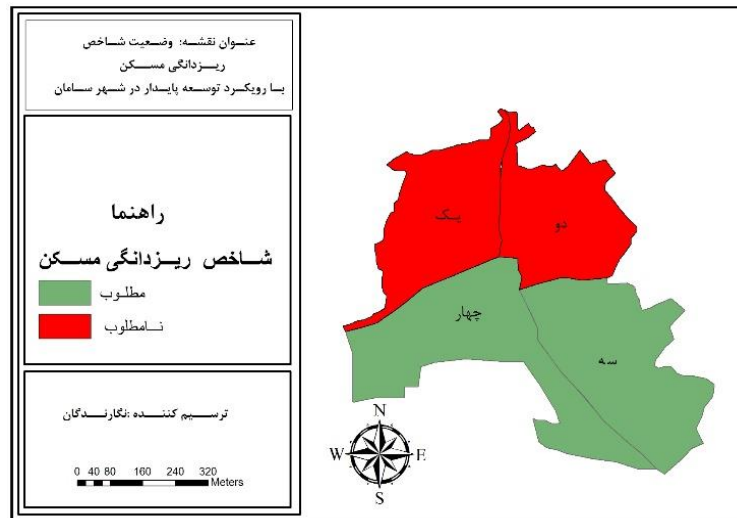 عنوان نقشه: وضعیت شاخص
ریزدانگی مسکن
با رویکرد توسعه پایدار در شهر سامان
راهنما
شاخص ریزدانگی مسکن
مطلوب
نامطلوب
ترسیم کننده :نگارندگان
0 40 80 160 240 320
Meters
یک
دو
چهار
سه
N
W E
S